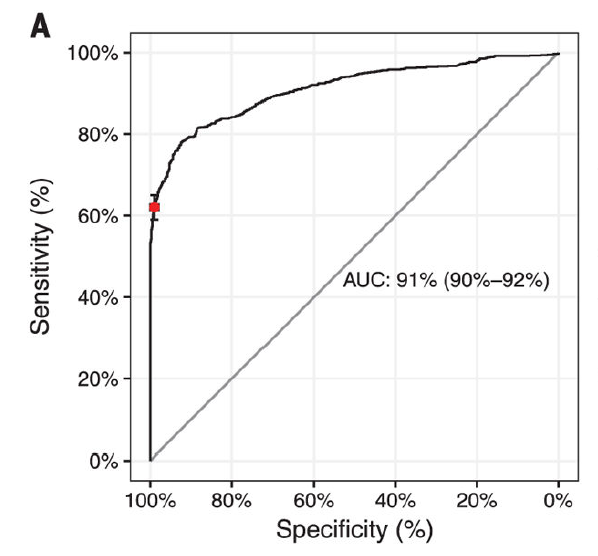 A
100%
80%
60%
40%
20%
0%
Sensitivity (%)
AUC: 91% (90%–92%)
100% 80% 60% 40% 20% 0%
Specificity (%)